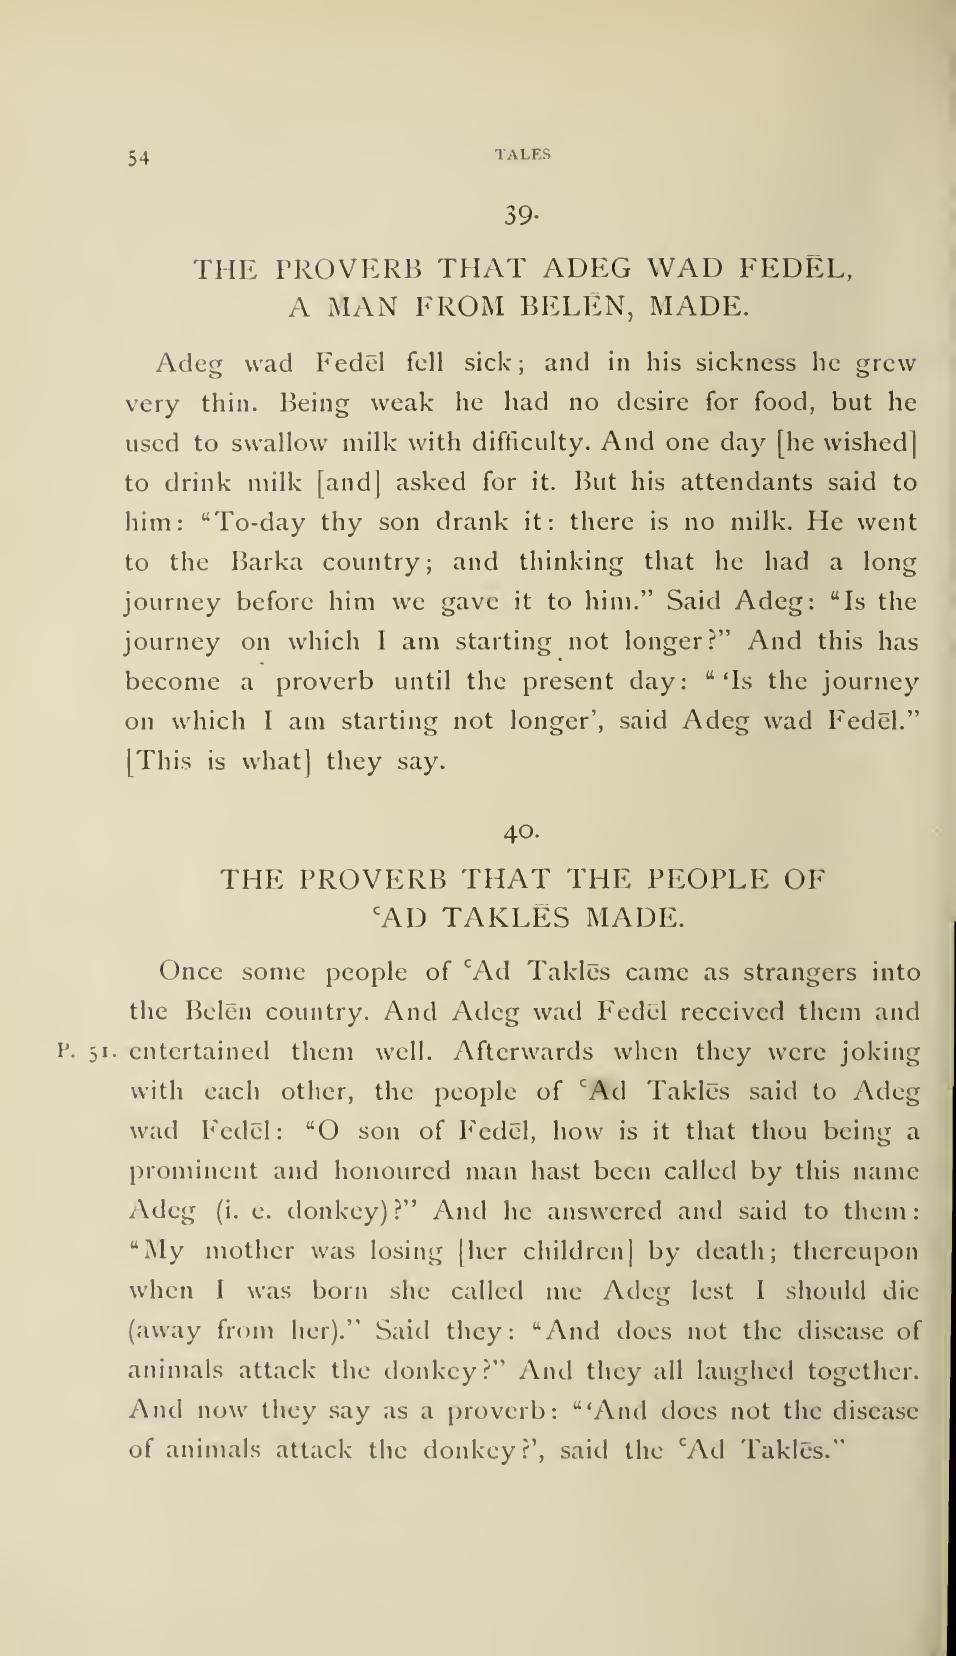 54 TALES
39.
THE PROVERB THAT ADEG WAD FEDĒL,
A MAN FROM BELĒN, MADE.
Adeg wad Fedēl fell sick; and in his sickness he grew
very thin. Being weak he had no desire for food, but he
used to swallow milk with difficulty. And one day [he wished]
to drink milk [and] asked for it. But his attendants said to
him: “To-day thy son drank it: there is no milk. He went
to the Barka country; and thinking that he had a long
journey before him we gave it to him.” Said Adeg: “Is the
journey on which I am starting not longer?” And this has
become a proverb until the present day: “ ‘Is the journey
on which I am starting not longer’, said Adeg wad Fedēl.”
[This is what] they say.
40.
THE PROVERB THAT THE PEOPLE OF
ʿAD TAKLĒS MADE.
Once some people of ʿAd Taklēs came as strangers into
the Belēn country. And Adeg wad Fedēl received them and
P. 51. entertained them well. Afterwards when they were joking
with each other, the people of ʿAd Taklēs said to Adeg
wad Fedēl: “O son of Fedēl, how is it that thou being a
prominent and honoured man hast been called by this name
Adeg (i. e. donkey)?” And he answered and said to them:
“My mother was losing [her children] by death; thereupon
when I was born she called me Adeg lest I should die
(away from her).” Said they: “And does not the disease of
animals attack the donkey?” And they all laughed together.
And now they say as a proverb: “‘And does not the disease
of animals attack the donkey?’, said the ʿAd Taklēs.”